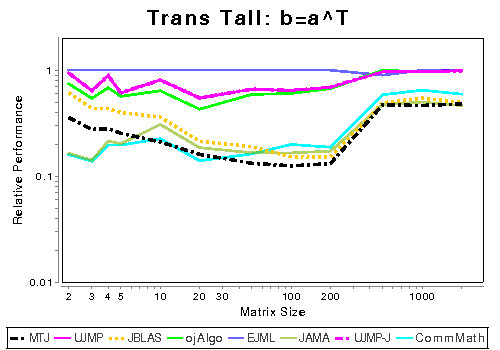 Trans Tall: b=a^T
Relative Performance
1
0.1
0.01
2 3 4 5 10 20 30 100 200 1000
Matrix Size
MTJ UJMP JBLAS ojAlgo EJML JAMA UJMP-J CommMath